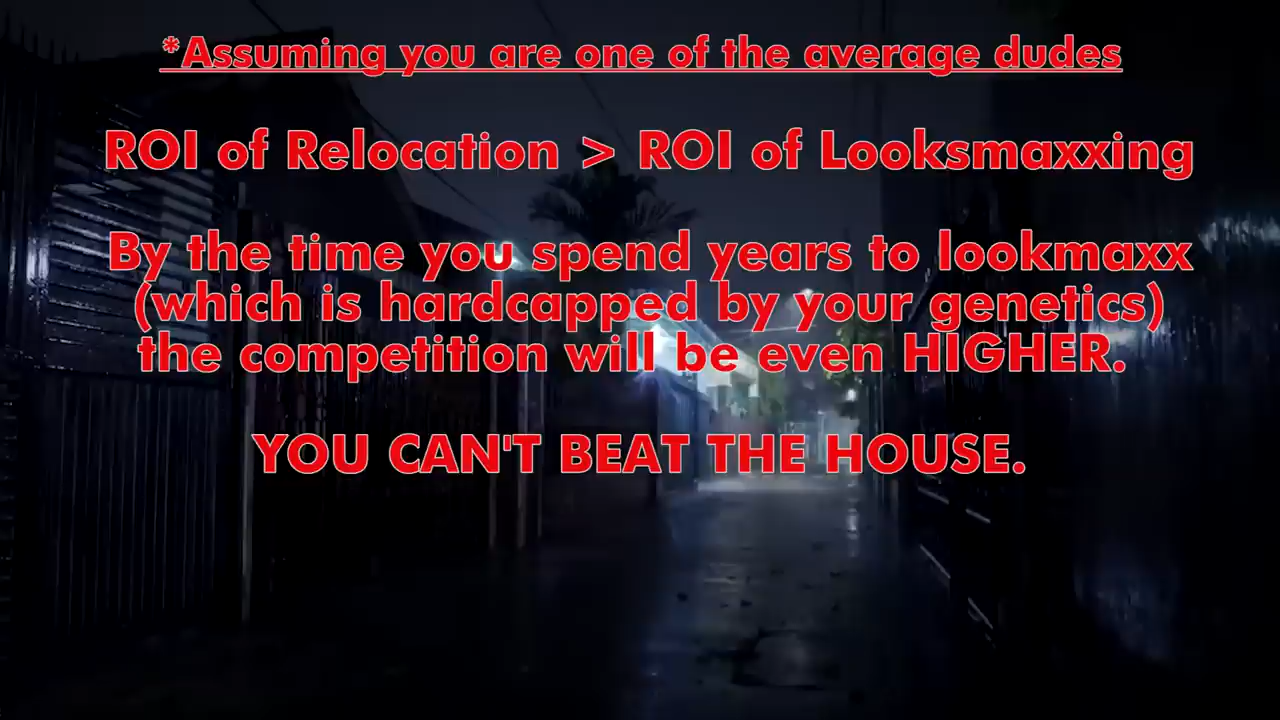 *Assuming you are one of the average dudes
ROI of Relocation > ROI of Looksmaxxing
By the time you spend years to lookmaxx
(which is hardcapped by your genetics)
the competition will be even HIGHER.
YOU CAN'T BEAT THE HOUSE.